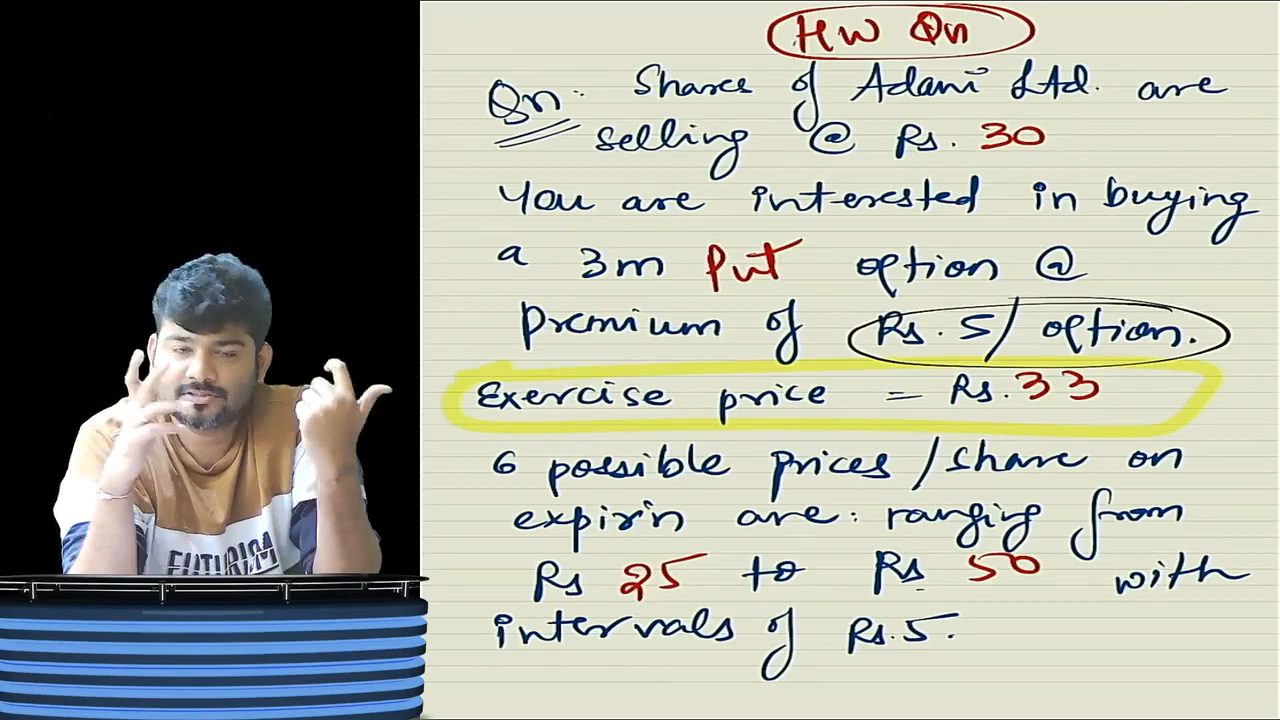 HW Qn
Qn: Shares of Adani Ltd. are
selling @ Rs. 30
You are interested in buying
a 3m Put option @
premium of Rs. 5/option.
Exercise price = Rs. 33
6 possible prices/share on
expirin are: ranging from
Rs 25 to Rs 50 with
intervals of Rs. 5.